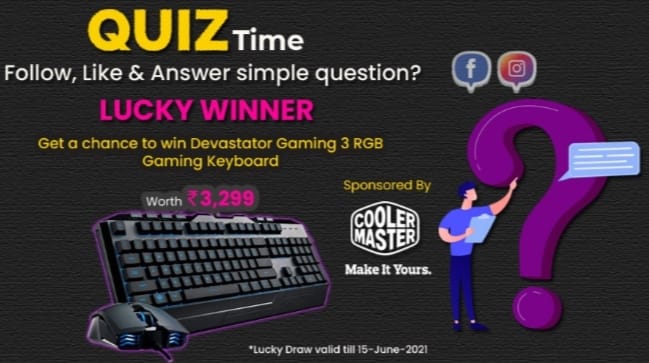 QUIZ Time
Follow, Like & Answer simple question?
LUCKY WINNER
Get a chance to win Devastator Gaming 3 RGB
Gaming Keyboard
Worth ₹3,299
Sponsored By
COOLER
MASTER
Make It Yours.
*Lucky Draw valid till 15-June-2021